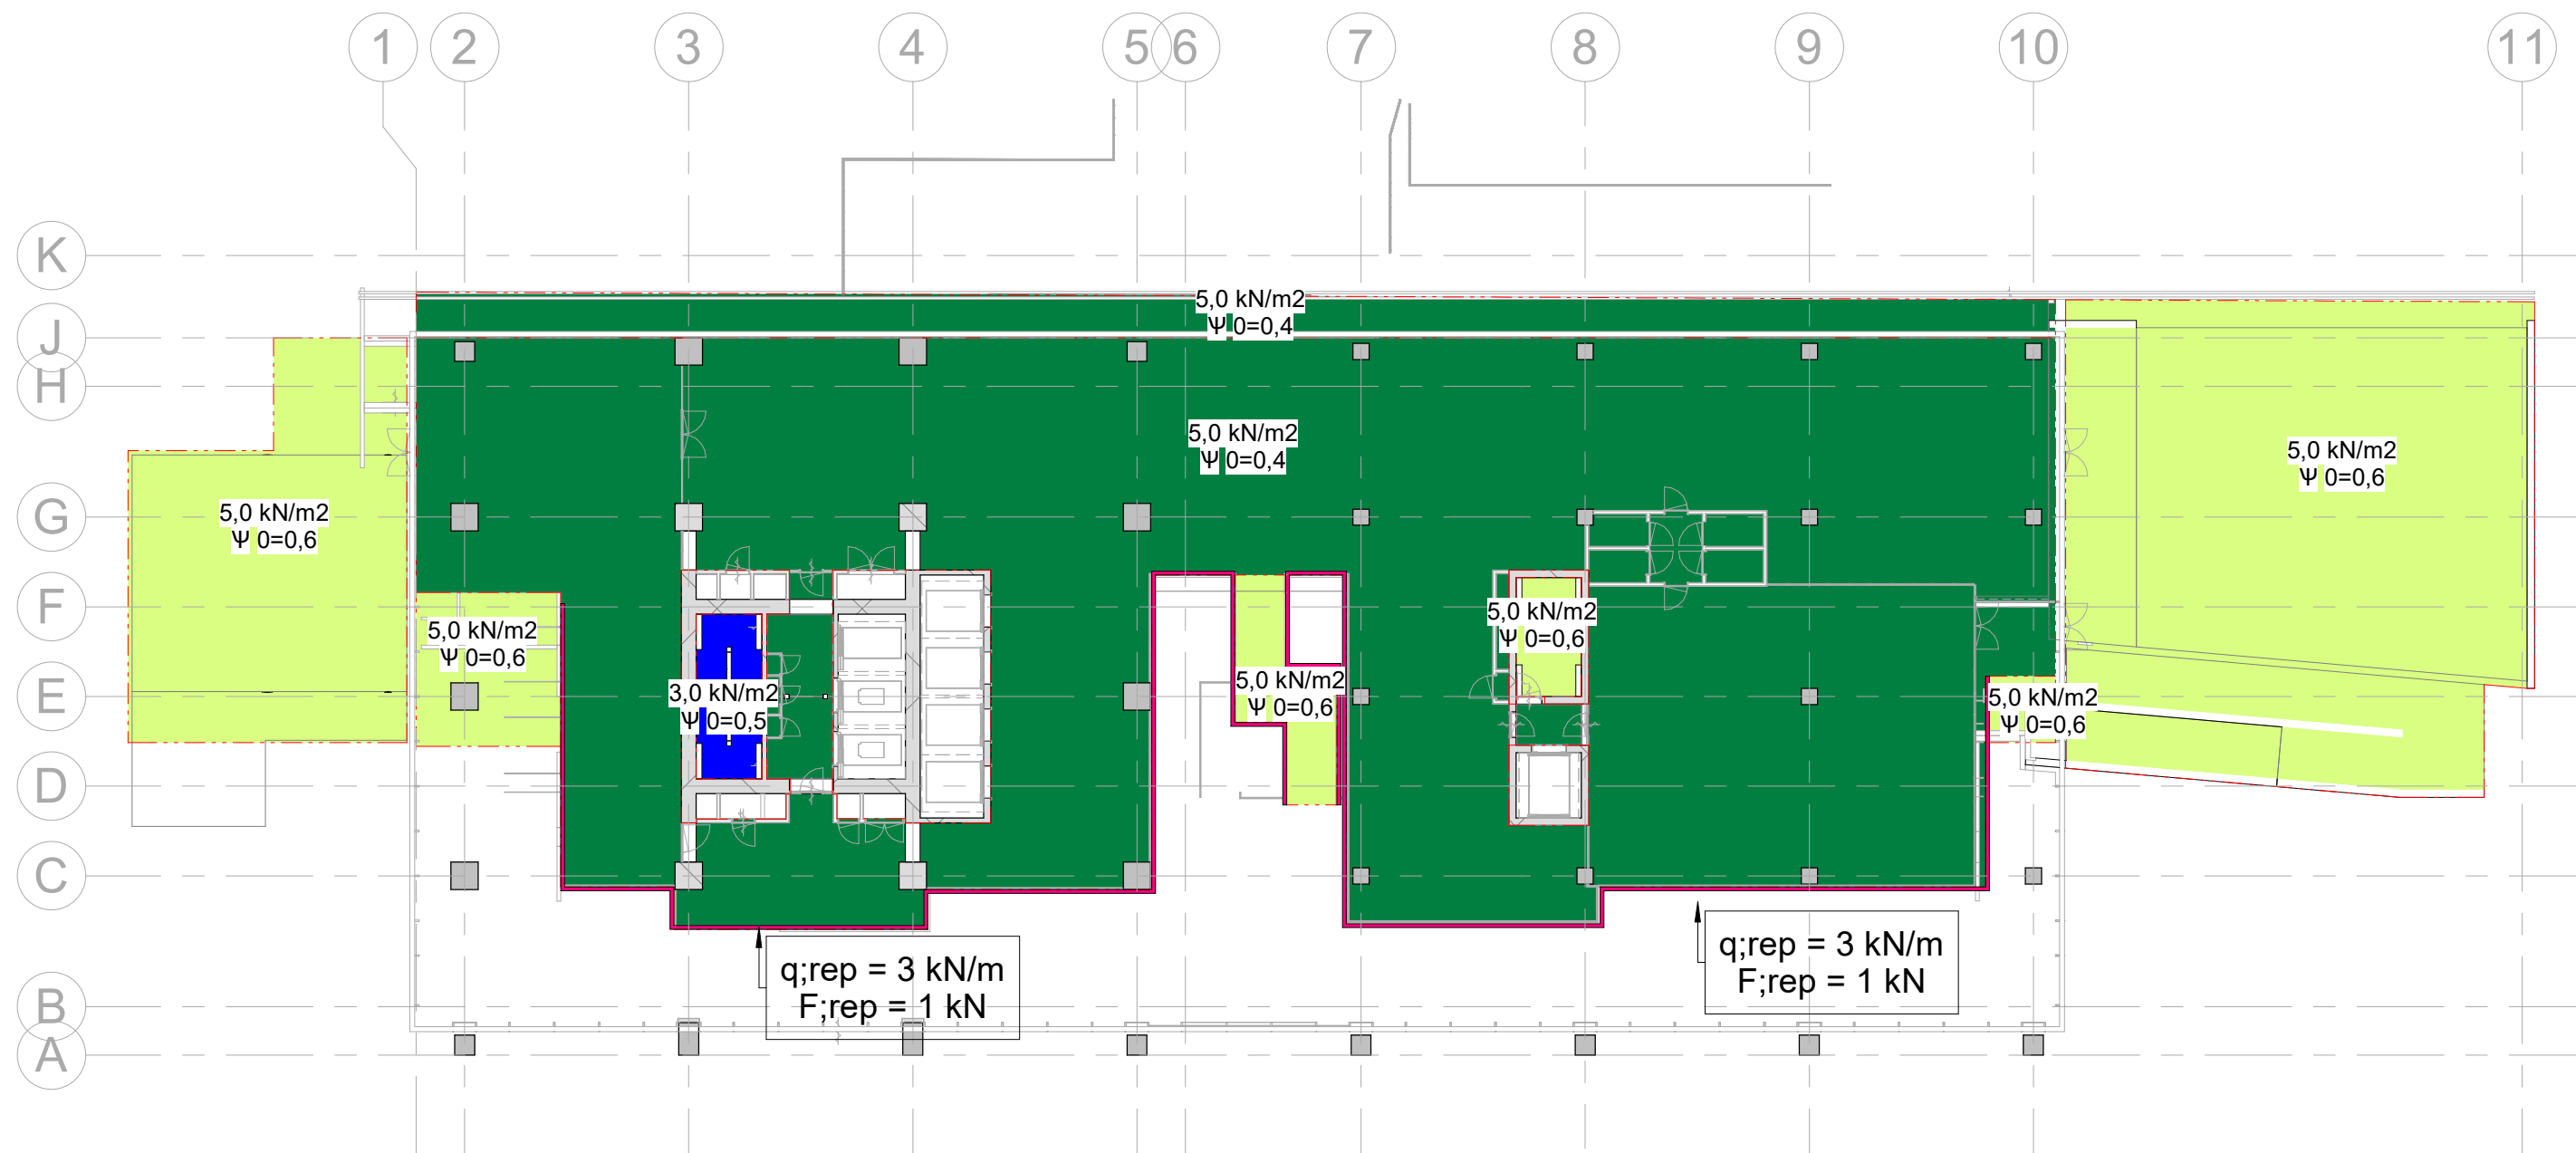 1 2 3 4 5 6 7 8 9 10 11
K
J
H
G
F
E
D
C
B
A
5,0 kN/m2
Ψ 0=0,4
5,0 kN/m2
Ψ 0=0,4
5,0 kN/m2
Ψ 0=0,6
5,0 kN/m2
Ψ 0=0,6
5,0 kN/m2
Ψ 0=0,6
5,0 kN/m2
Ψ 0=0,6
3,0 kN/m2
Ψ 0=0,5
5,0 kN/m2
Ψ 0=0,6
5,0 kN/m2
Ψ 0=0,6
q;rep = 3 kN/m
F;rep = 1 kN
q;rep = 3 kN/m
F;rep = 1 kN